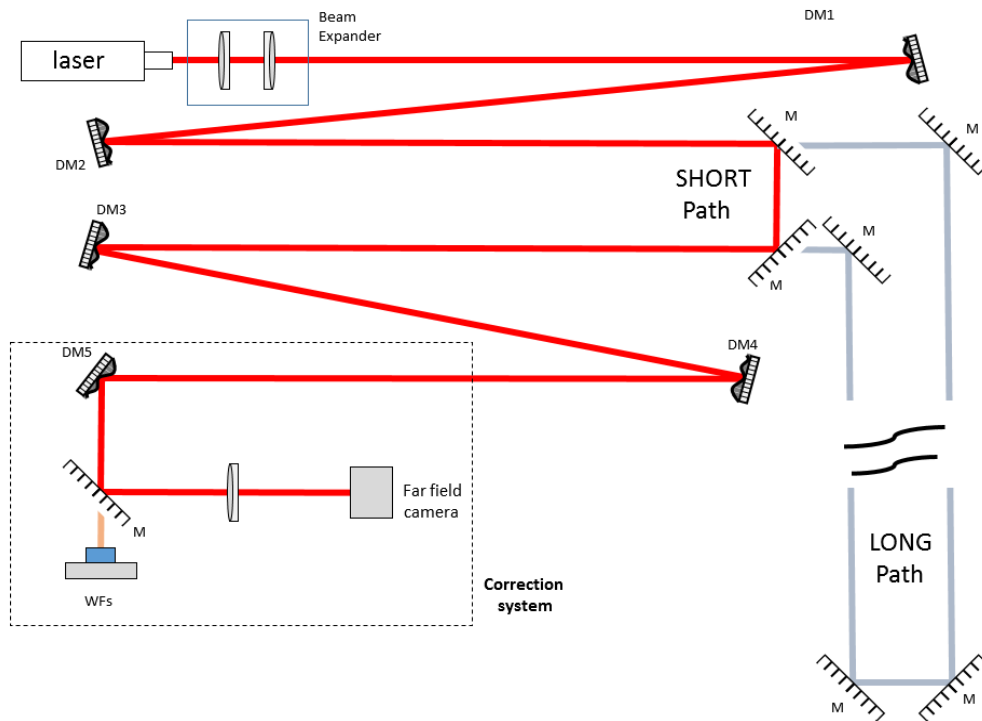 Beam
Expander
DM1
laser
M
M
DM2
SHORT
Path
DM3
M
M
DM4
DM5
Far field
camera
M
LONG
Path
Correction
system
WFs
M
M